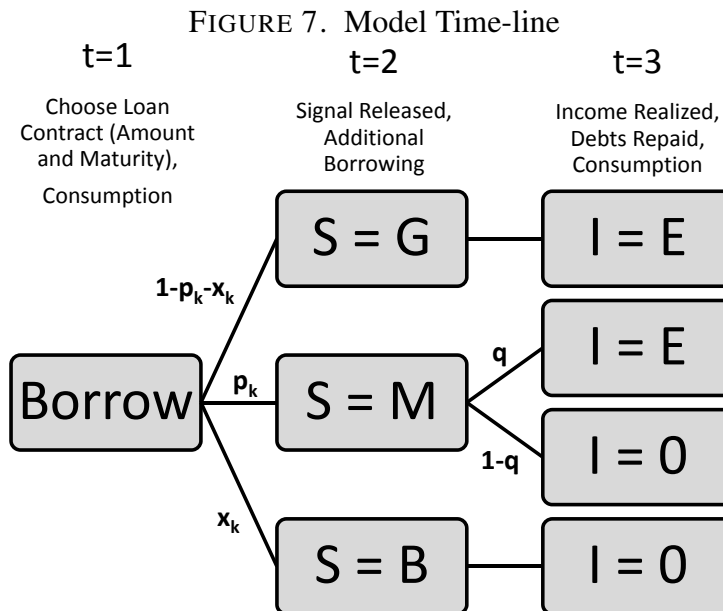 FIGURE 7. Model Time-line
t=1
t=2
t=3
Choose Loan
Contract (Amount
and Maturity),
Consumption
Signal Released,
Additional
Borrowing
Income Realized,
Debts Repaid,
Consumption
S = G
I = E
1-pₖ-xₖ
Borrow
pₖ
S = M
q
I = E
1-q
I = 0
xₖ
S = B
I = 0